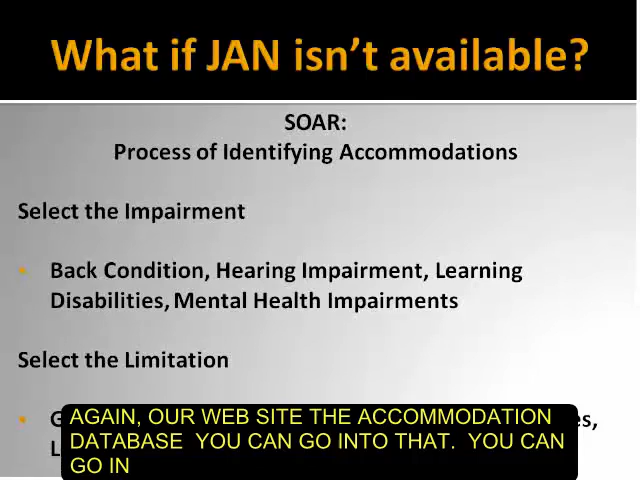 What if JAN isn't available?
SOAR:
Process of Identifying Accommodations
Select the Impairment
• Back Condition, Hearing Impairment, Learning
Disabilities, Mental Health Impairments
Select the Limitation
AGAIN, OUR WEB SITE THE ACCOMMODATION
DATABASE YOU CAN GO INTO THAT. YOU CAN
GO IN